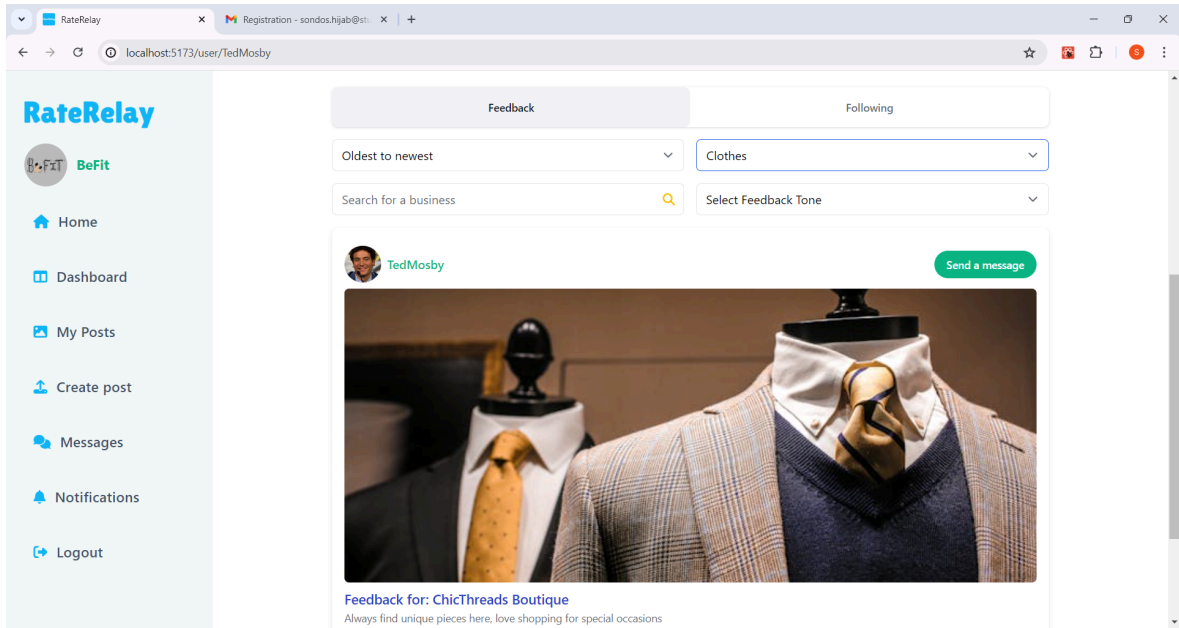 RateRelay
Registration - sondos.hijab@st
localhost:5173/user/TedMosby
S
RateRelay
BeFiT BeFit
Home
Dashboard
My Posts
Create post
Messages
Notifications
Logout
Feedback
Following
Oldest to newest
Clothes
Search for a business
Select Feedback Tone
TedMosby
Send a message
Feedback for: ChicThreads Boutique
Always find unique pieces here, love shopping for special occasions